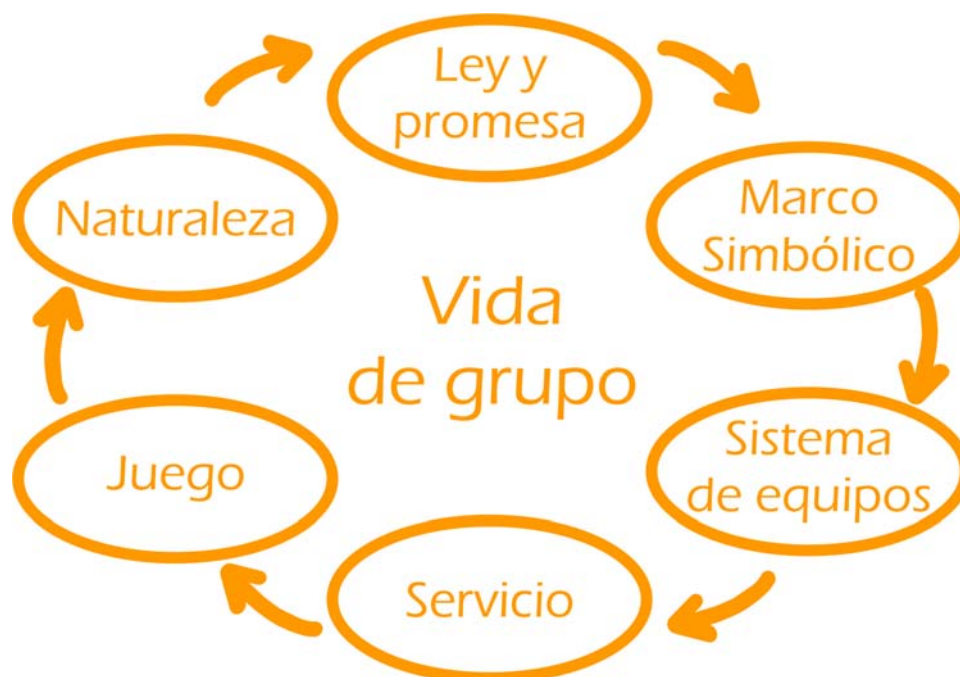 Ley y
promesa
Marco
Simbólico
Sistema
de equipos
Servicio
Juego
Naturaleza
Vida
de grupo